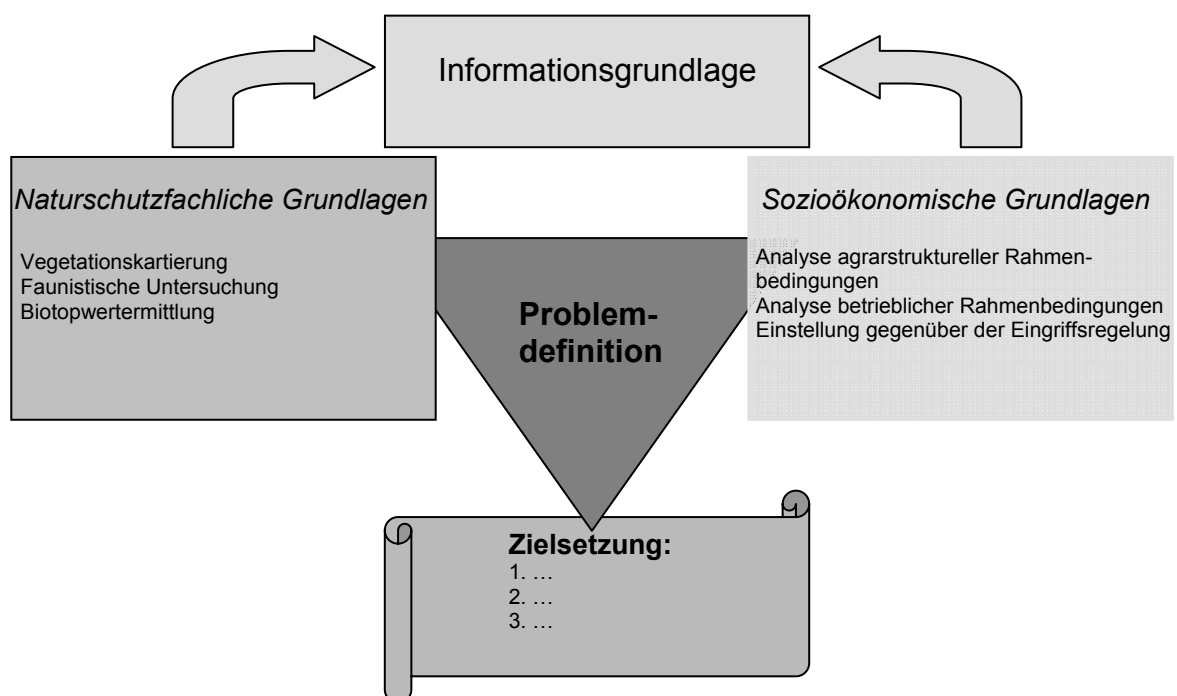 Informationsgrundlage
Naturschutzfachliche Grundlagen
Vegetationskartierung
Faunistische Untersuchung
Biotopwertermittlung
Sozioökonomische Grundlagen
Analyse agrarstruktureller Rahmen-
bedingungen
Analyse betrieblicher Rahmenbedingungen
Einstellung gegenüber der Eingriffsregelung
Problem-
definition
Zielsetzung:
1. …
2. …
3. …